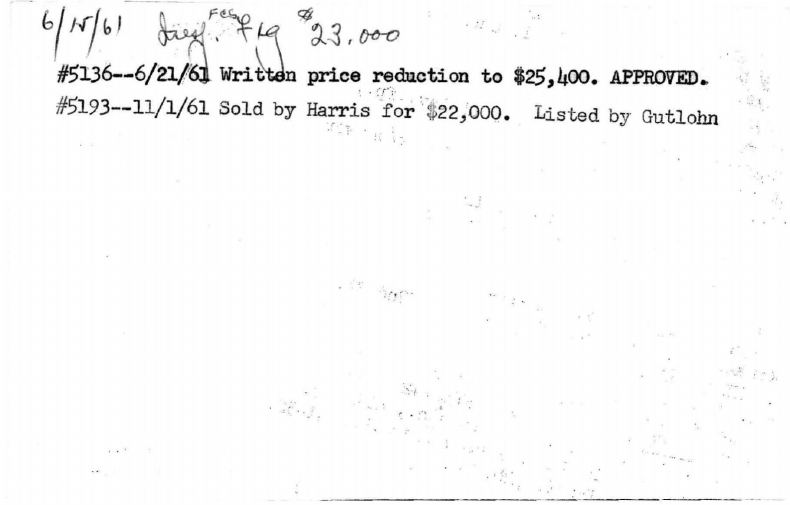 6/15/61 Fig $23,000
#5136--6/21/61 Written price reduction to $25,400. APPROVED.
#5193--11/1/61 Sold by Harris for $22,000. Listed by Gutlohn